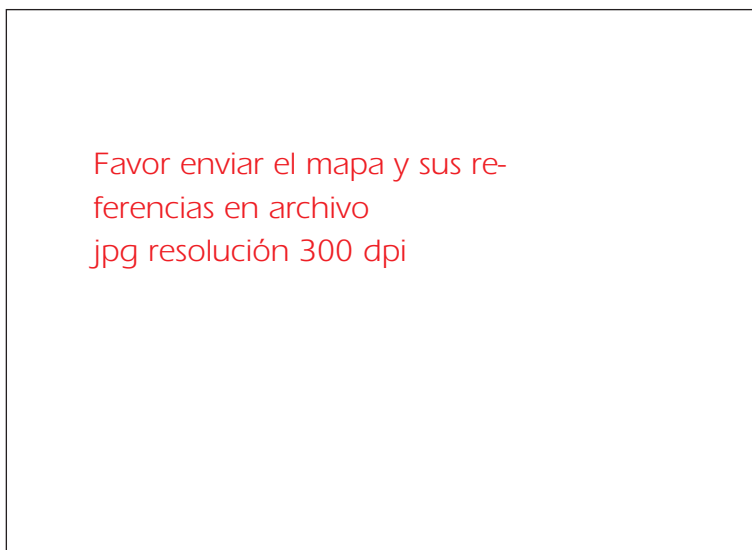 Favor enviar el mapa y sus re-
ferencias en archivo
jpg resolución 300 dpi